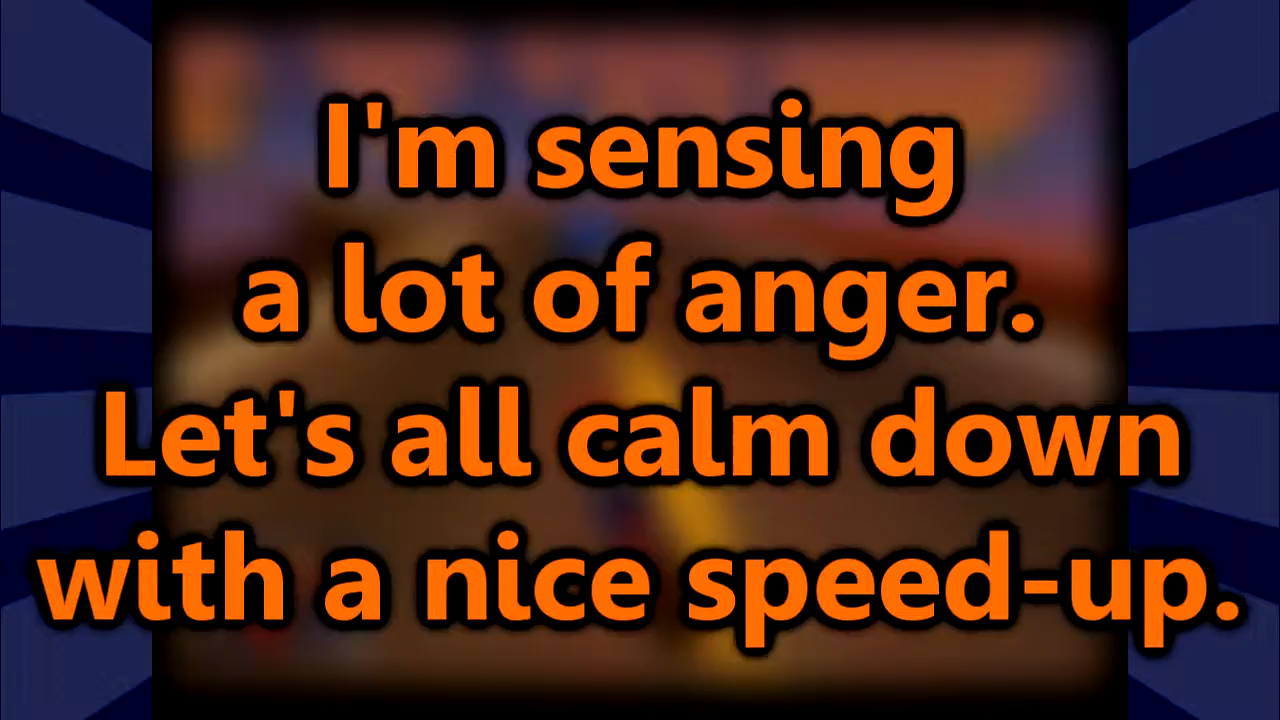 I'm sensing
a lot of anger.
Let's all calm down
with a nice speed-up.